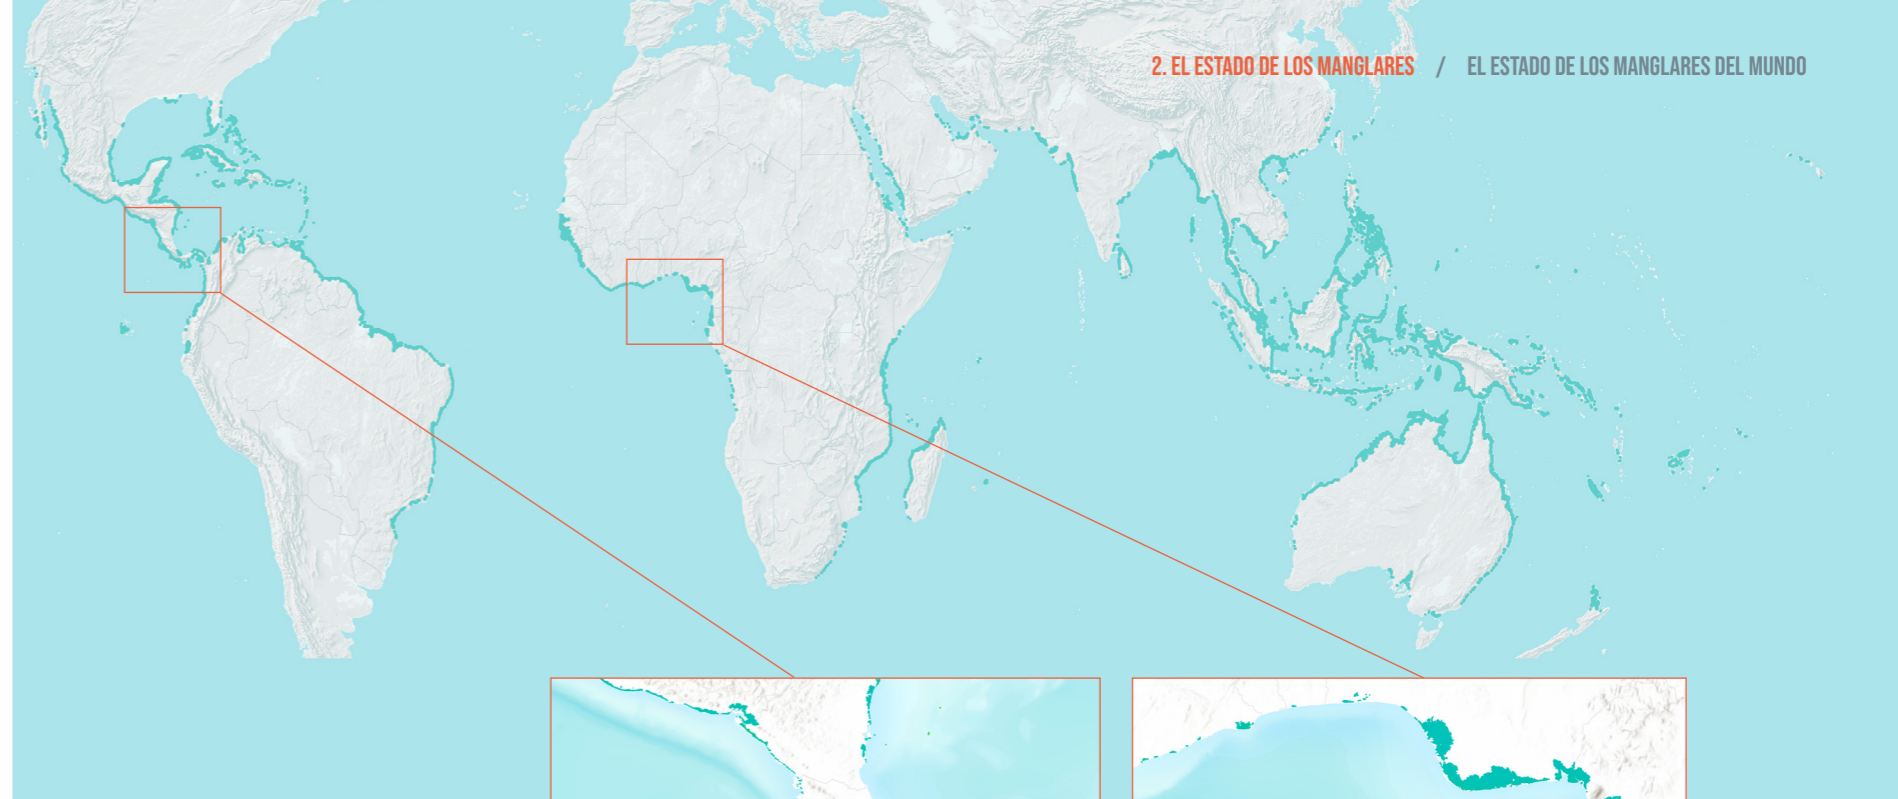 2. EL ESTADO DE LOS MANGLARES / EL ESTADO DE LOS MANGLARES DEL MUNDO